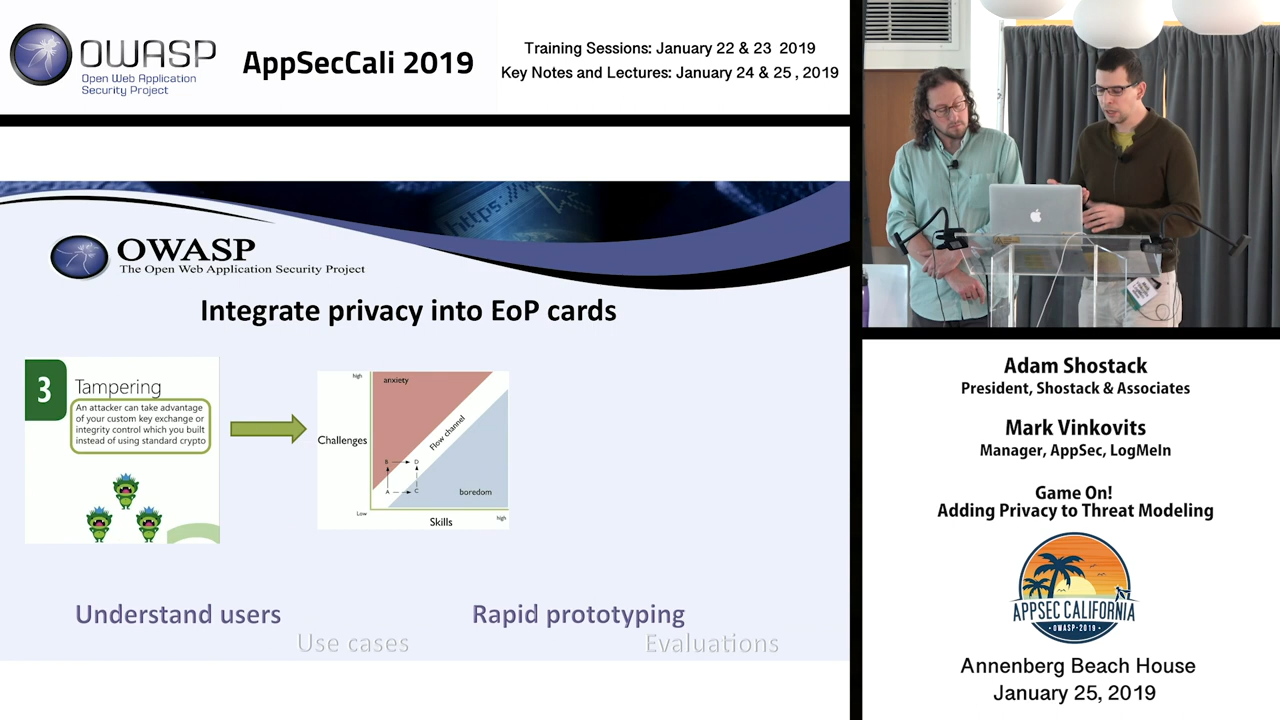 OWASP
Open Web Application
Security Project
AppSecCali 2019
Training Sessions: January 22 & 23 2019
Key Notes and Lectures: January 24 & 25 , 2019
https:
OWASP
The Open Web Application Security Project
Integrate privacy into EoP cards
3
Tampering
An attacker can take advantage
of your custom key exchange or
integrity control which you built
instead of using standard crypto
high
anxiety
Flow channel
Challenges
B
D
A
C
boredom
Low
Skills
high
Understand users
Use cases
Rapid prototyping
Evaluations
Adam Shostack
President, Shostack & Associates
Mark Vinkovits
Manager, AppSec, LogMeIn
Game On!
Adding Privacy to Threat Modeling
APPSEC CALIFORNIA
• OWASP-2019 •
Annenberg Beach House
January 25, 2019